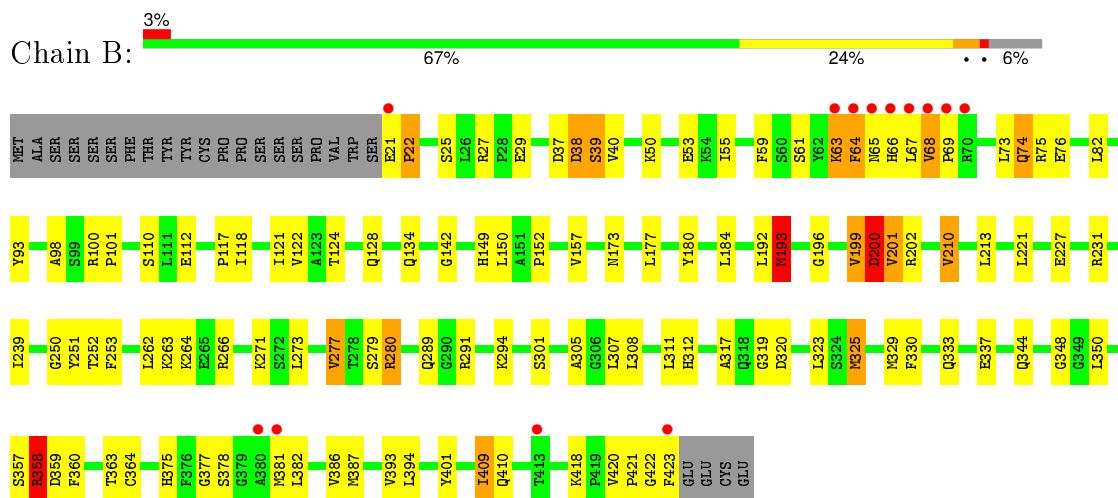 3%
Chain B:
67% 24% • • 6%
MET ALA SER SER SER SER PHE THR TYR TYR CYS PRO PRO SER SER SER PRO VAL TRP SER E21 P22 S25 L26 R27 P28 E29 D37 D38 S39 V40 K50 E53 K54 I55 F59 S60 S61 Y62 K63 F64 N65 H66 L67 V68 P69 R70 L73 Q74 R75 E76 L82
Y93 A98 S99 R100 P101 S110 L111 E112 P117 I118 I121 V122 A123 T124 Q128 Q134 G142 H149 L150 A151 P152 V157 N173 L177 Y180 L184 L192 M193 G196 V199 D200 V201 R202 V210 L213 L221 E227 R231
I239 G250 Y251 T252 F253 L262 K263 K264 E265 R266 K271 S272 L273 V277 T278 S279 R280 Q289 G290 R291 K294 S301 A305 G306 L307 L308 L311 H312 A317 Q318 G319 D320 L323 S324 M325 M329 F330 Q333 E337 Q344 G348 G349 L350
S357 R358 D359 F360 T363 C364 H375 F376 G377 S378 G379 A380 M381 L382 V386 M387 V393 L394 Y401 I409 Q410 T413 K418 P419 V420 P421 G422 F423 GLU GLU CYS GLU